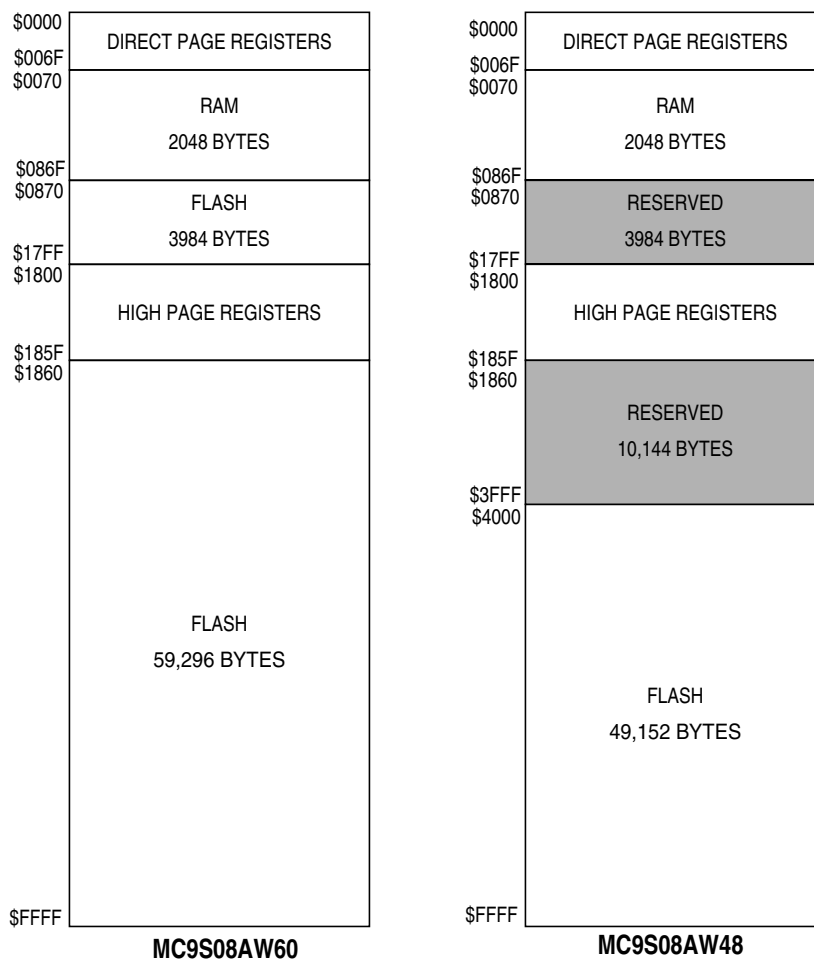 $0000
DIRECT PAGE REGISTERS
$006F
$0070
RAM
2048 BYTES
$086F
$0870
FLASH
3984 BYTES
$17FF
$1800
HIGH PAGE REGISTERS
$185F
$1860
FLASH
59,296 BYTES
$FFFF
MC9S08AW60
$0000
DIRECT PAGE REGISTERS
$006F
$0070
RAM
2048 BYTES
$086F
$0870
RESERVED
3984 BYTES
$17FF
$1800
HIGH PAGE REGISTERS
$185F
$1860
RESERVED
10,144 BYTES
$3FFF
$4000
FLASH
49,152 BYTES
$FFFF
MC9S08AW48